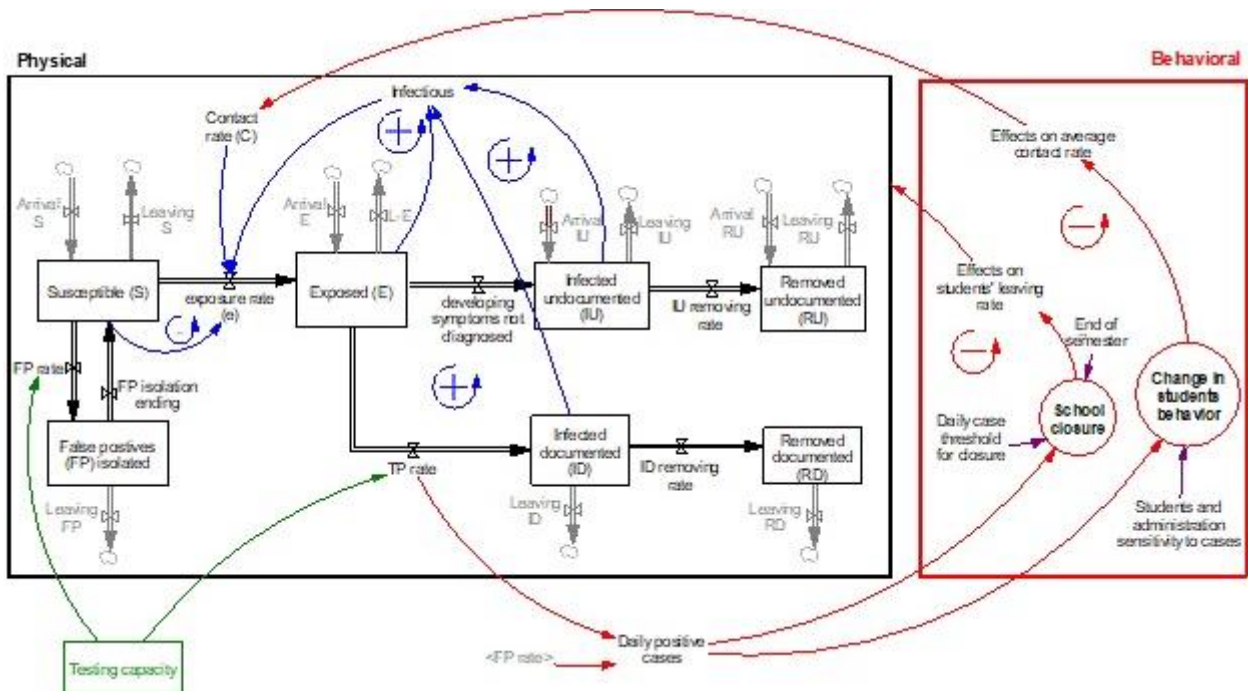 Physical
Behavioral
Infectious
Contact
rate (C)
Effects on average
contact rate
Arrival
S
Leaving
S
Arrival
E
L-E
Arrival
IU
Leaving
IU
Arrival
RU
Leaving
RU
Susceptible (S)
exposure rate
(e)
Exposed (E)
developing
symptoms not
diagnosed
Infected
undocumented
(IU)
IU removing
rate
Removed
undocumented
(RU)
Effects on
students' leaving
rate
End of
semester
FP rate
FP isolation
ending
Change in
students
behavior
School
closure
Daily case
threshold
for closure
False postives
(FP) isolated
TP rate
Infected
documented
(ID)
ID removing
rate
Removed
documented
(RD)
Leaving
FP
Leaving
ID
Leaving
RD
Students and
administration
sensitivity to cases
Testing capacity
<FP rate>
Daily positive
cases